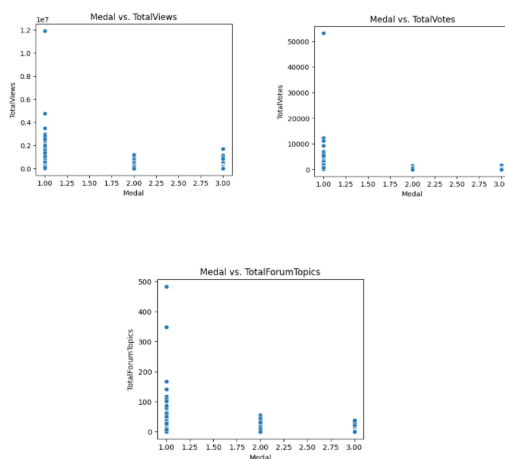 Medal vs. TotalViews
1e7
1.2
1.0
0.8
0.6
0.4
0.2
0.0
TotalViews
1.00 1.25 1.50 1.75 2.00 2.25 2.50 2.75 3.00
Medal
Medal vs. TotalVotes
50000
40000
30000
20000
10000
0
TotalVotes
1.00 1.25 1.50 1.75 2.00 2.25 2.50 2.75 3.00
Medal
Medal vs. TotalForumTopics
500
400
300
200
100
0
TotalForumTopics
1.00 1.25 1.50 1.75 2.00 2.25 2.50 2.75 3.00
Medal